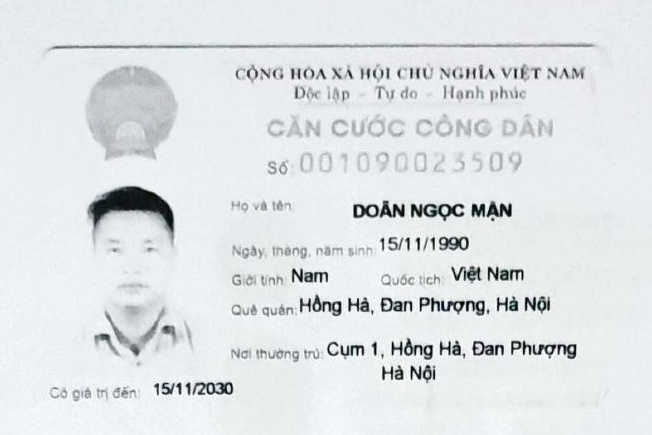 CỘNG HÒA XÃ HỘI CHỦ NGHĨA VIỆT NAM
Độc lập - Tự do - Hạnh phúc
CĂN CƯỚC CÔNG DÂN
Số: 001090023509
Họ và tên: DOÃN NGỌC MẬN
Ngày, tháng, năm sinh: 15/11/1990
Giới tính: Nam Quốc tịch: Việt Nam
Quê quán: Hồng Hà, Đan Phượng, Hà Nội
Nơi thường trú: Cụm 1, Hồng Hà, Đan Phượng
Hà Nội
Có giá trị đến: 15/11/2030